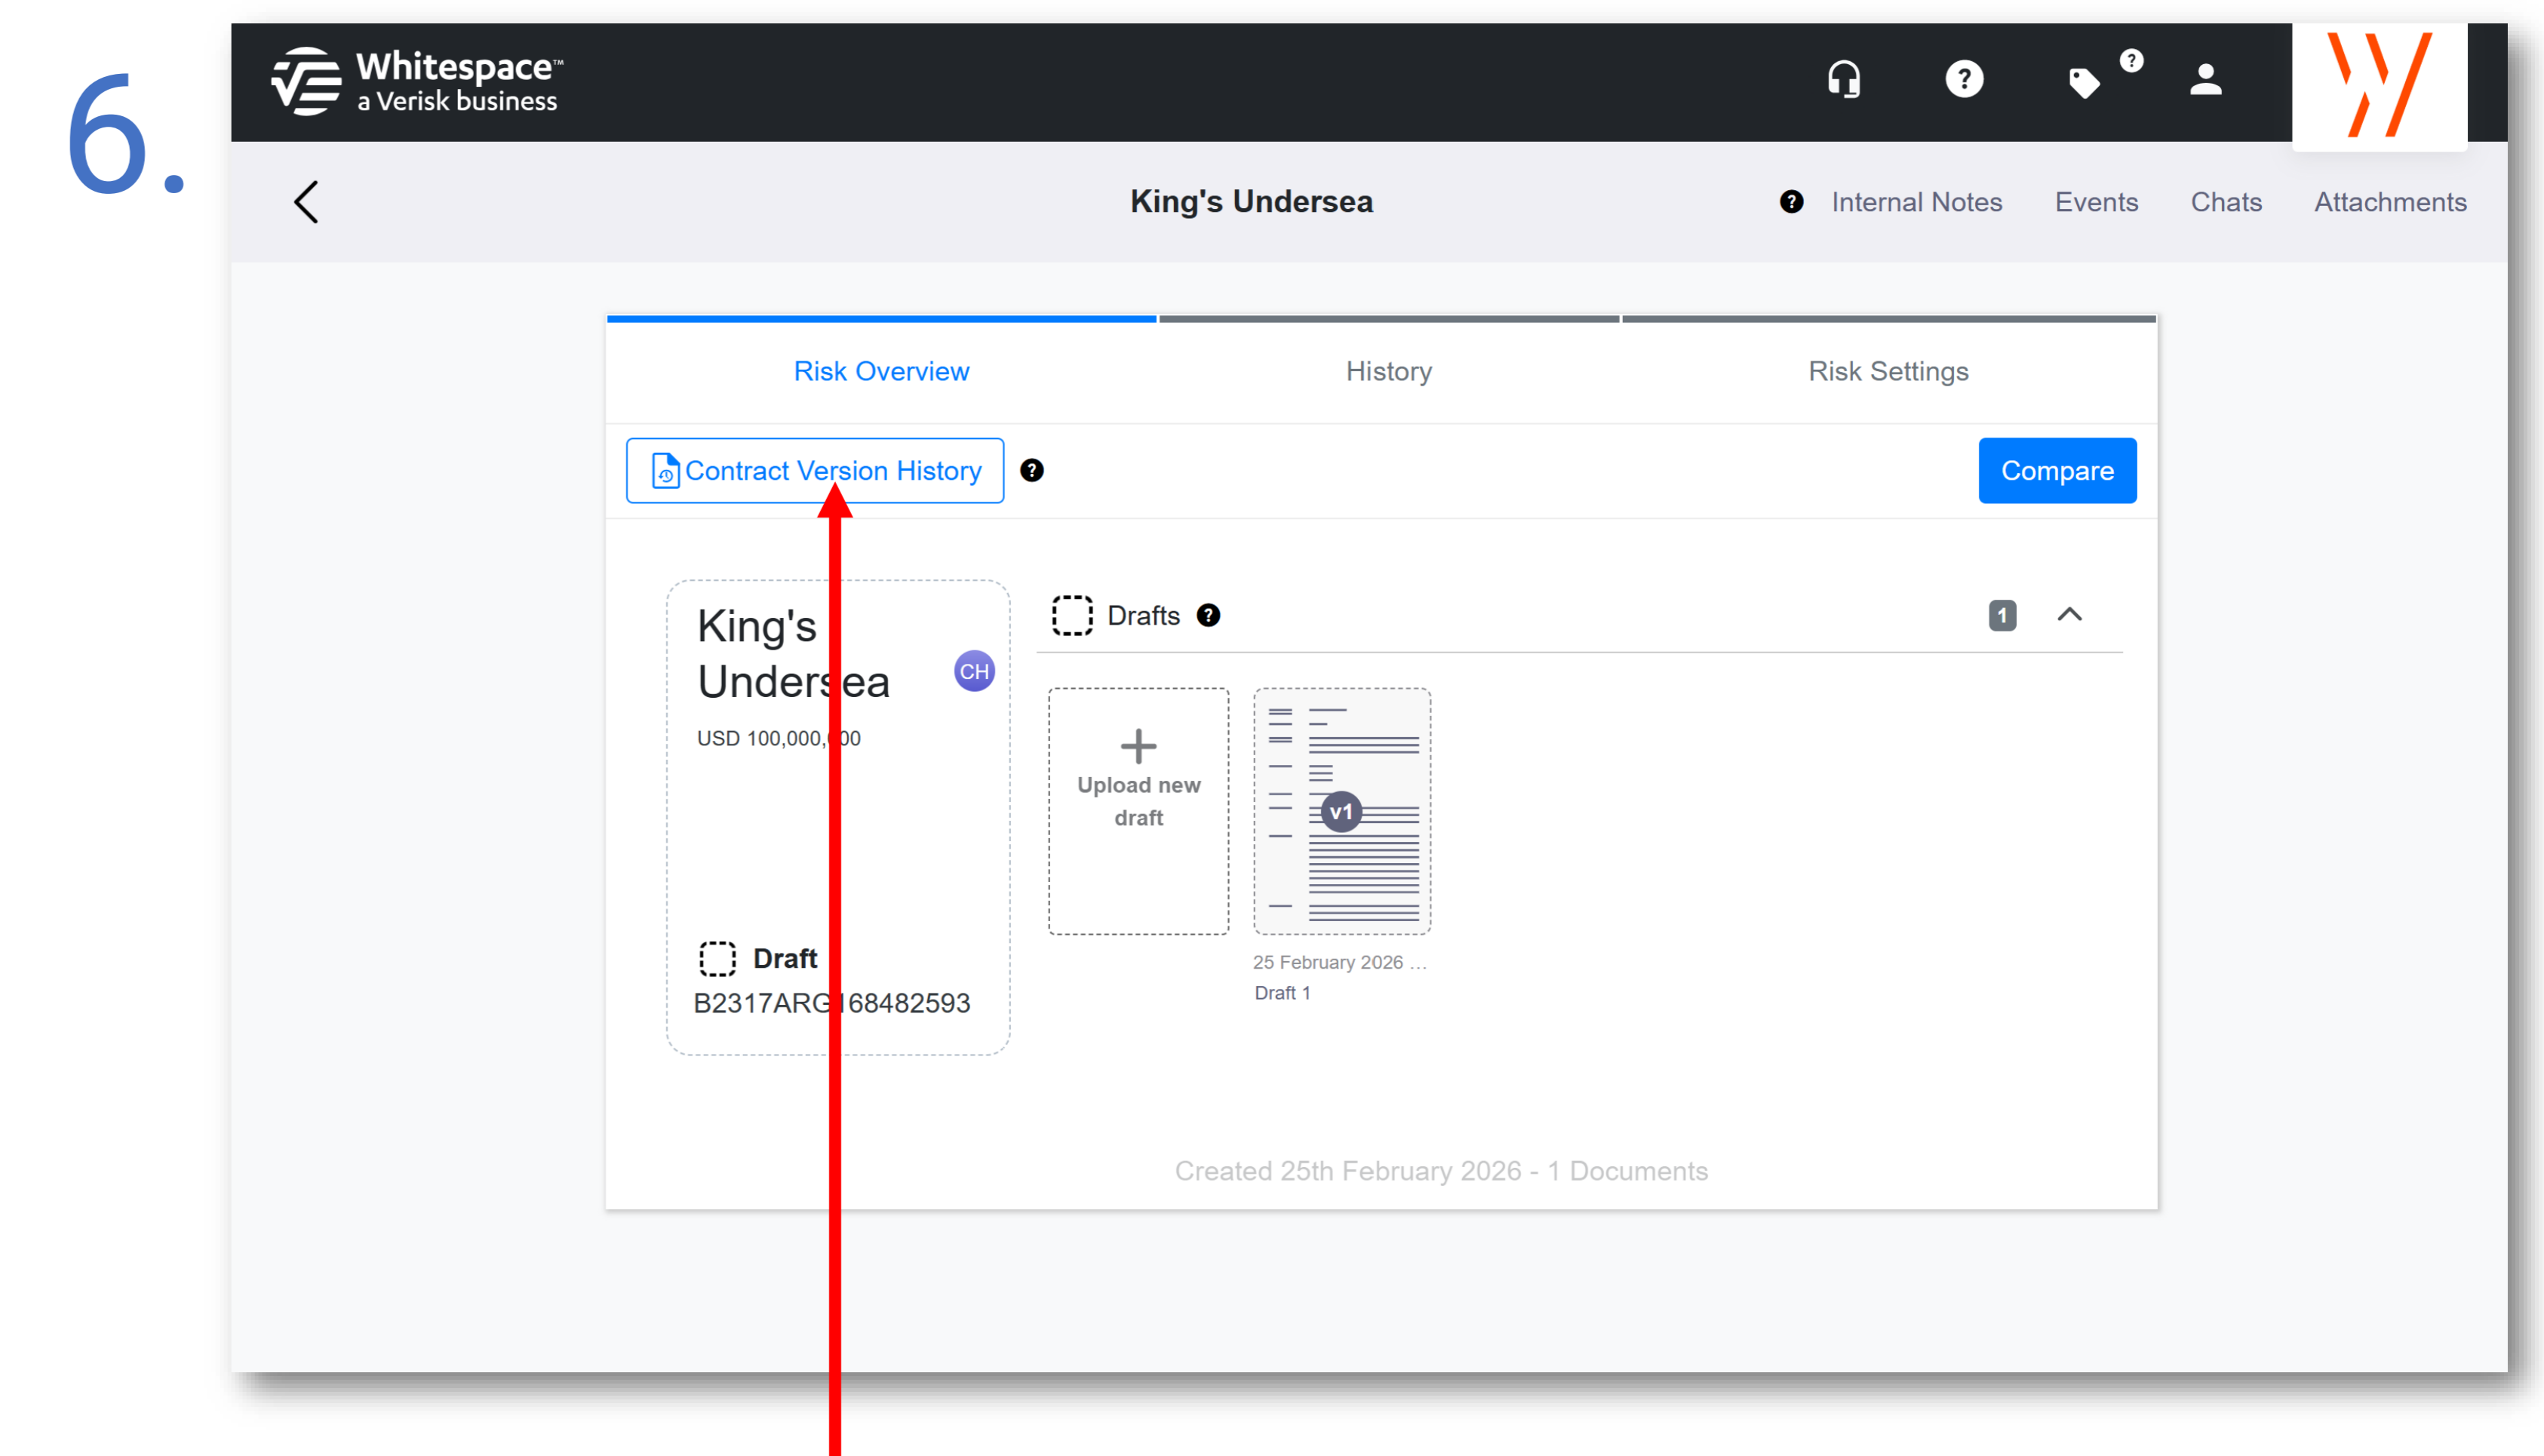 6.
Whitespace™
a Verisk business
?
?
King's Undersea
? Internal Notes Events Chats Attachments
Risk Overview History Risk Settings
Contract Version History ? Compare
King's
Undersea
CH
USD 100,000,000
Draft
B2317ARG168482593
Drafts ? 1
Upload new
draft
v1
25 February 2026 ...
Draft 1
Created 25th February 2026 - 1 Documents